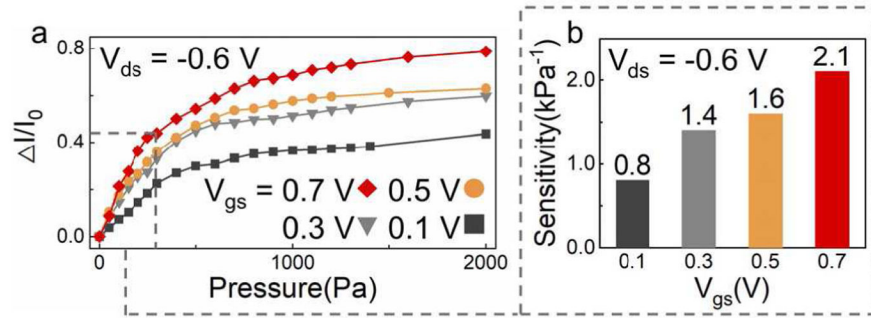 a
V_ds = -0.6 V
0.8
0.4
0.0
ΔI/I_0
V_gs = 0.7 V 0.5 V
0.3 V 0.1 V
0 1000 2000
Pressure(Pa)
b
V_ds = -0.6 V
2.0
1.0
0.0
Sensitivity(kPa^-1)
0.8 1.4 1.6 2.1
0.1 0.3 0.5 0.7
V_gs(V)